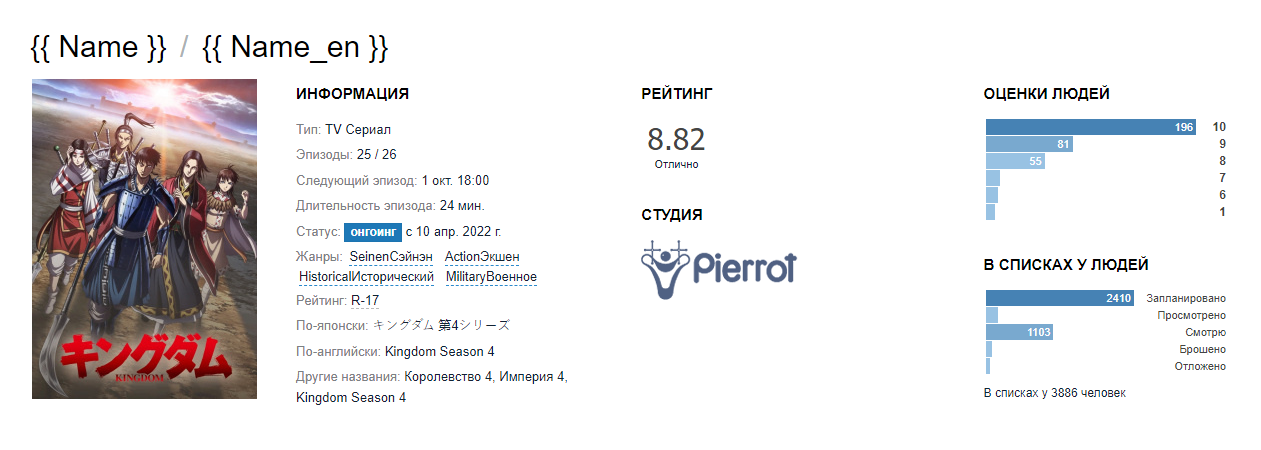 {{ Name }} / {{ Name_en }}
キングダム
KINGDOM
ИНФОРМАЦИЯ
Тип: TV Сериал
Эпизоды: 25 / 26
Следующий эпизод: 1 окт. 18:00
Длительность эпизода: 24 мин.
Статус: онгоинг с 10 апр. 2022 г.
Жанры: SeinenСэйнэн ActionЭкшен
HistoricalИсторический MilitaryВоенное
Рейтинг: R-17
По-японски: キングダム 第4シリーズ
По-английски: Kingdom Season 4
Другие названия: Королевство 4, Империя 4,
Kingdom Season 4
РЕЙТИНГ
8.82
Отлично
СТУДИЯ
Pierrot
ОЦЕНКИ ЛЮДЕЙ
196 10
81 9
55 8
7
6
1
В СПИСКАХ У ЛЮДЕЙ
2410 Запланировано
Просмотрено
1103 Смотрю
Брошено
Отложено
В списках у 3886 человек